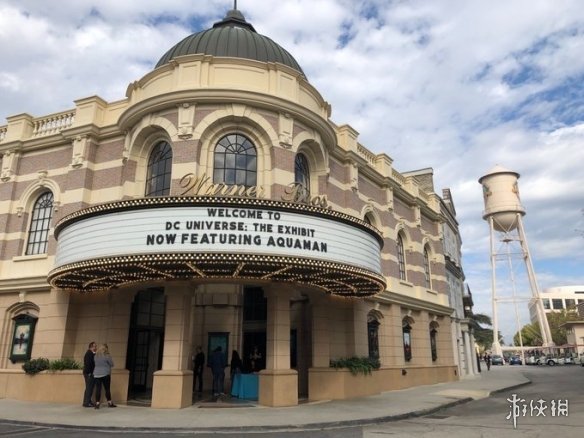 Warner Bros.
WELCOME TO
DC UNIVERSE: THE EXHIBIT
NOW FEATURING AQUAMAN
游侠网